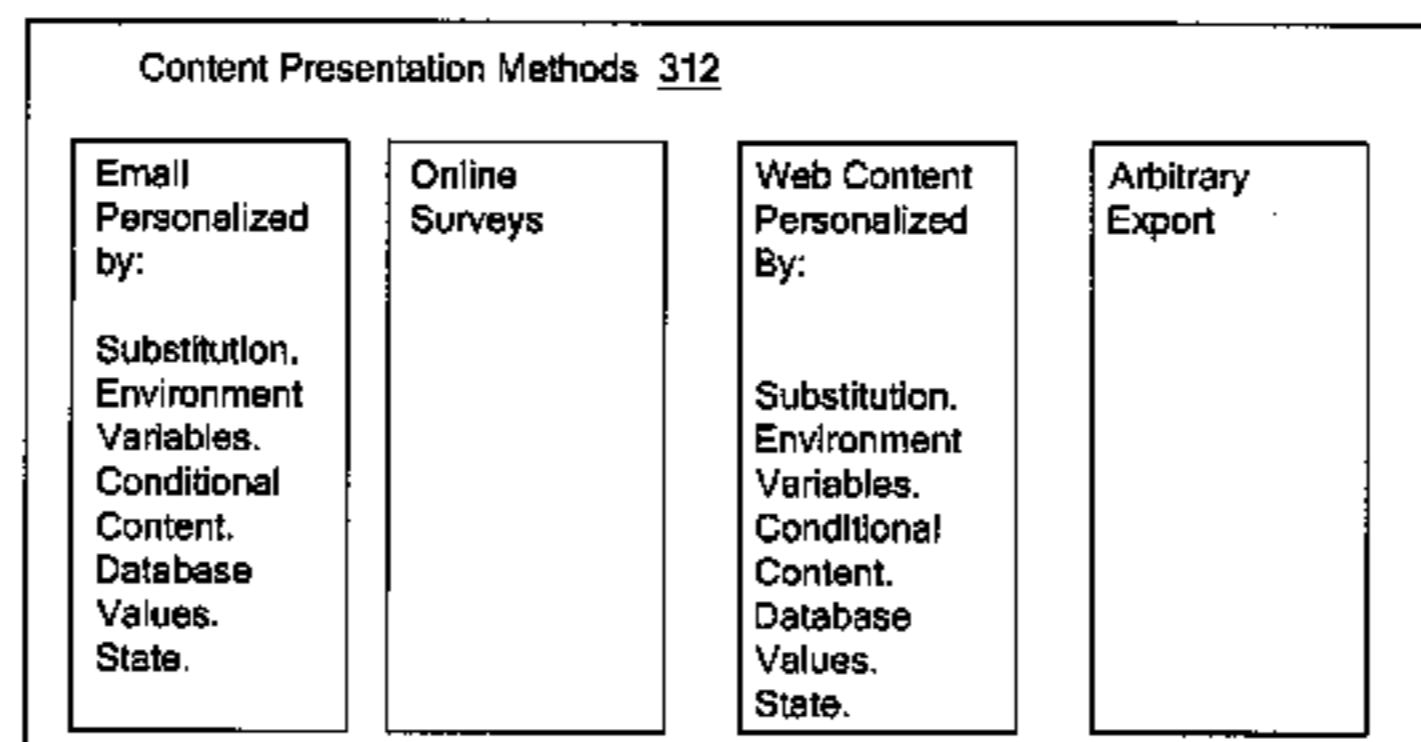 Content Presentation Methods 312
Email
Personalized
by:
Substitution.
Environment
Variables.
Conditional
Content.
Database
Values.
State.
Online
Surveys
Web Content
Personalized
By:
Substitution.
Environment
Variables.
Conditional
Content.
Database
Values.
State.
Arbitrary
Export